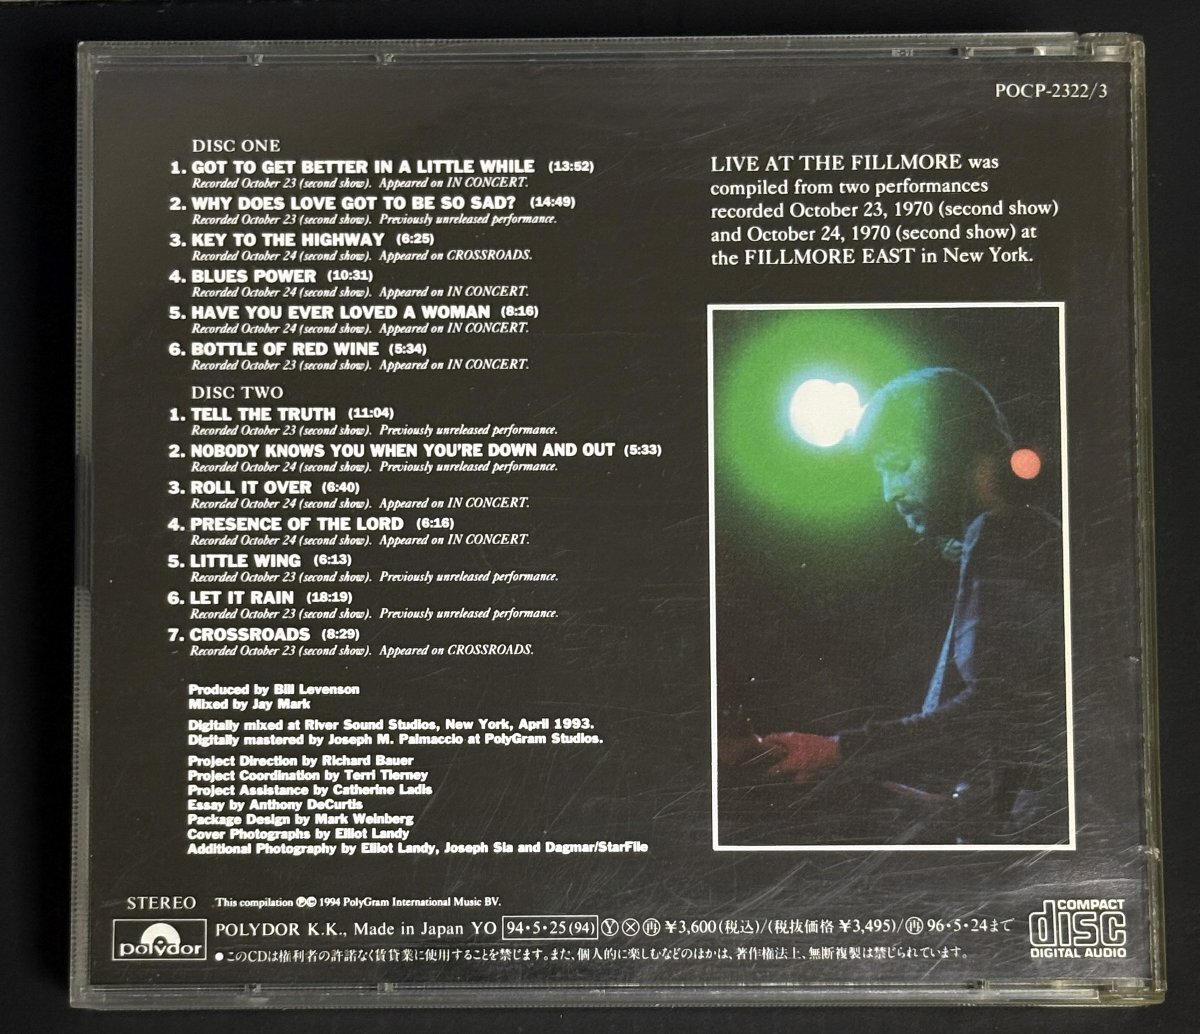 POCP-2322/3
DISC ONE
1. GOT TO GET BETTER IN A LITTLE WHILE (13:52)
Recorded October 23 (second show). Appeared on IN CONCERT.
2. WHY DOES LOVE GOT TO BE SO SAD? (14:49)
Recorded October 23 (second show). Previously unreleased performance.
3. KEY TO THE HIGHWAY (6:25)
Recorded October 24 (second show). Appeared on CROSSROADS.
4. BLUES POWER (10:31)
Recorded October 24 (second show). Appeared on IN CONCERT.
5. HAVE YOU EVER LOVED A WOMAN (8:16)
Recorded October 24 (second show). Appeared on IN CONCERT.
6. BOTTLE OF RED WINE (5:34)
Recorded October 23 (second show). Appeared on IN CONCERT.
DISC TWO
1. TELL THE TRUTH (11:04)
Recorded October 23 (second show). Previously unreleased performance.
2. NOBODY KNOWS YOU WHEN YOU'RE DOWN AND OUT (5:33)
Recorded October 24 (second show). Previously unreleased performance.
3. ROLL IT OVER (6:40)
Recorded October 24 (second show). Appeared on IN CONCERT.
4. PRESENCE OF THE LORD (6:16)
Recorded October 24 (second show). Appeared on IN CONCERT.
5. LITTLE WING (6:13)
Recorded October 23 (second show). Previously unreleased performance.
6. LET IT RAIN (18:19)
Recorded October 23 (second show). Previously unreleased performance.
7. CROSSROADS (8:29)
Recorded October 23 (second show). Appeared on CROSSROADS.
Produced by Bill Levenson
Mixed by Jay Mark
Digitally mixed at River Sound Studios, New York, April 1993.
Digitally mastered by Joseph M. Palmaccio at PolyGram Studios.
Project Direction by Richard Bauer
Project Coordination by Terri Tierney
Project Assistance by Catherine Ladis
Essay by Anthony DeCurtis
Package Design by Mark Weinberg
Cover Photographs by Elliot Landy
Additional Photography by Elliot Landy, Joseph Sia and Dagmar/StarFile
LIVE AT THE FILLMORE was
compiled from two performances
recorded October 23, 1970 (second show)
and October 24, 1970 (second show) at
the FILLMORE EAST in New York.
STEREO This compilation ℗© 1994 PolyGram International Music BV.
polydor
POLYDOR K.K., Made in Japan YO 94・5・25(94) Ⓨ Ⓧ 再 ¥3,600(税込)/(税抜価格 ¥3,495)/再 96・5・24まで
●このCDは権利者の許諾なく賃貸業に使用することを禁じます。また、個人的に楽しむなどのほかは、著作権法上、無断複製は禁じられています。
COMPACT
disc
DIGITAL AUDIO